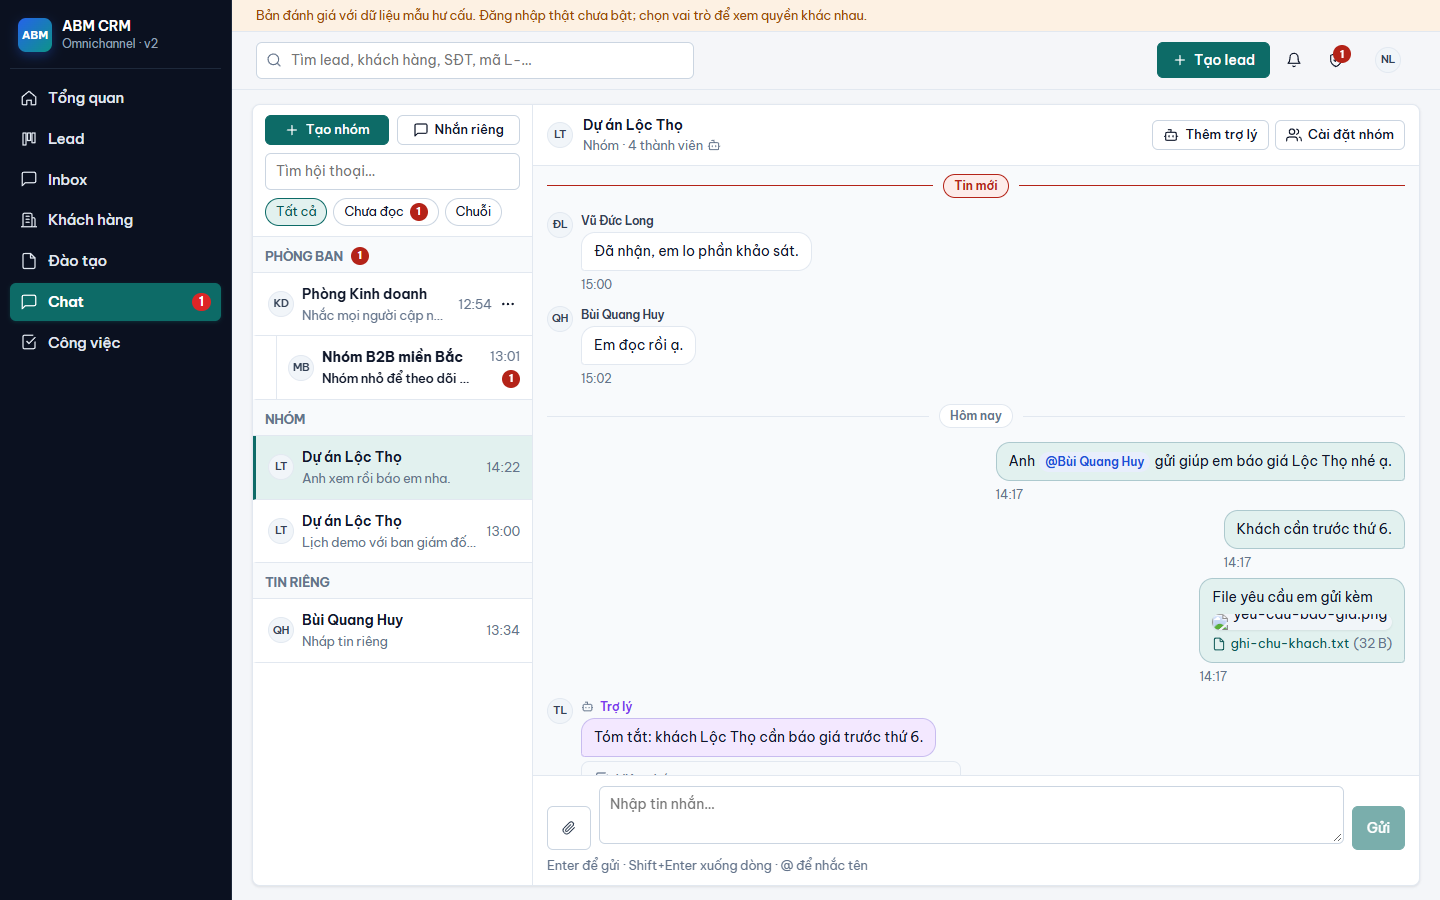 ABM
ABM CRM
Omnichannel · v2
Tổng quan
Lead
Inbox
Khách hàng
Đào tạo
Chat
1
Công việc
Bản đánh giá với dữ liệu mẫu hư cấu. Đăng nhập thật chưa bật; chọn vai trò để xem quyền khác nhau.
Tìm lead, khách hàng, SĐT, mã L-...
Tạo lead
1
NL
Tạo nhóm
Nhắn riêng
Tìm hội thoại...
Tất cả
Chưa đọc 1
Chuỗi
PHÒNG BAN 1
KD
Phòng Kinh doanh
12:54
Nhắc mọi người cập n...
MB
Nhóm B2B miền Bắc
13:01
Nhóm nhỏ để theo dõi ...
1
NHÓM
LT
Dự án Lộc Thọ
14:22
Anh xem rồi báo em nha.
LT
Dự án Lộc Thọ
13:00
Lịch demo với ban giám đố...
TIN RIÊNG
QH
Bùi Quang Huy
13:34
Nháp tin riêng
LT
Dự án Lộc Thọ
Nhóm · 4 thành viên
Thêm trợ lý
Cài đặt nhóm
Tin mới
ĐL
Vũ Đức Long
Đã nhận, em lo phần khảo sát.
15:00
QH
Bùi Quang Huy
Em đọc rồi ạ.
15:02
Hôm nay
Anh @Bùi Quang Huy gửi giúp em báo giá Lộc Thọ nhé ạ.
14:17
Khách cần trước thứ 6.
14:17
File yêu cầu em gửi kèm
yeu-cau-bao-gia.png
ghi-chu-khach.txt (32 B)
14:17
TL
Trợ lý
Tóm tắt: khách Lộc Thọ cần báo giá trước thứ 6.
Nhập tin nhắn...
Gửi
Enter để gửi · Shift+Enter xuống dòng · @ để nhắc tên